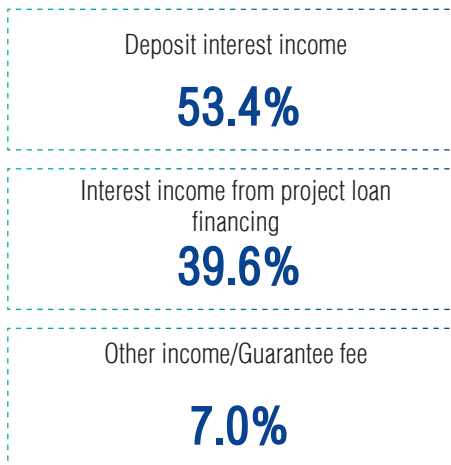 Deposit interest income
53.4%
Interest income from project loan
financing
39.6%
Other income/Guarantee fee
7.0%